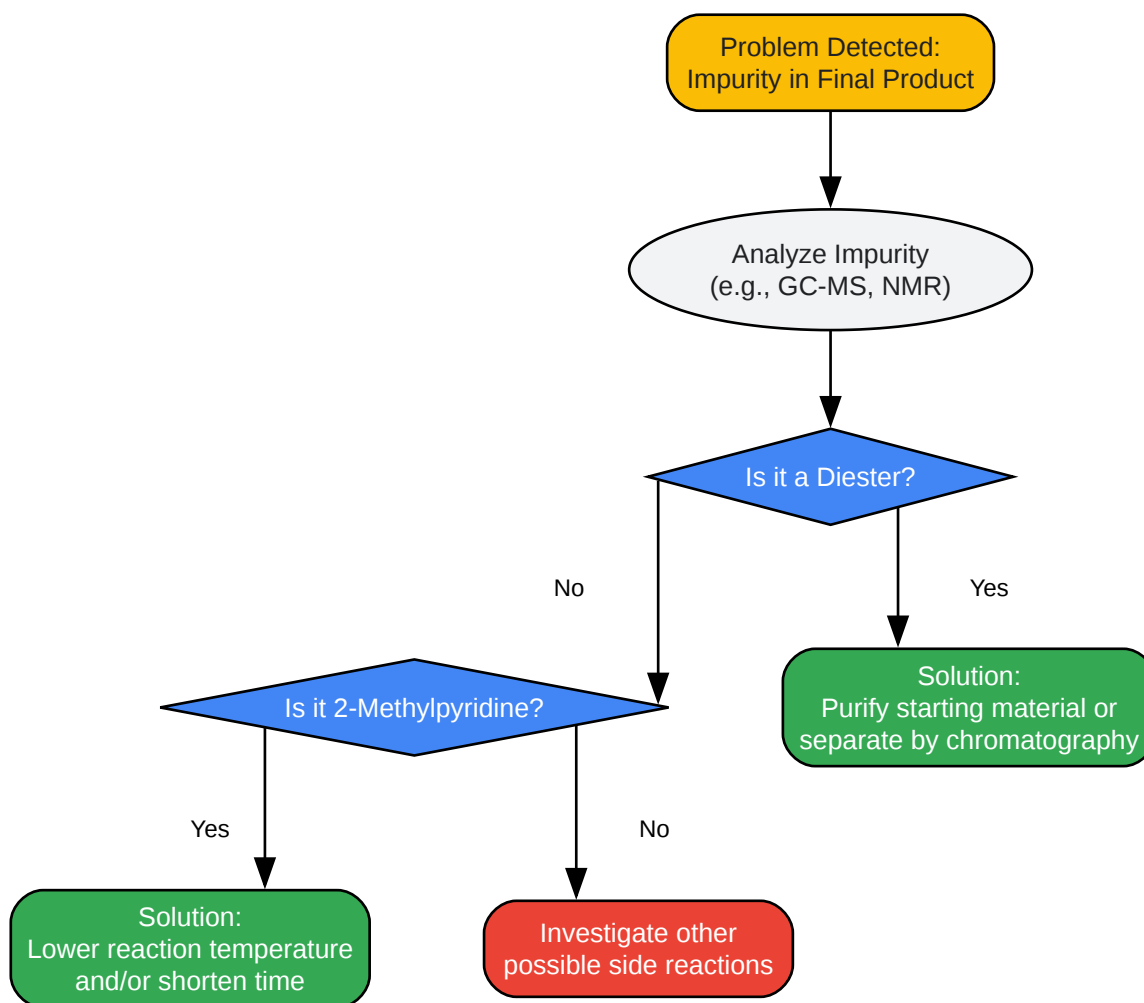 Problem Detected:
Impurity in Final Product
Analyze Impurity
(e.g., GC-MS, NMR)
Is it a Diester?
No
Yes
Is it 2-Methylpyridine?
Solution:
Purify starting material or
separate by chromatography
Yes
No
Solution:
Lower reaction temperature
and/or shorten time
Investigate other
possible side reactions